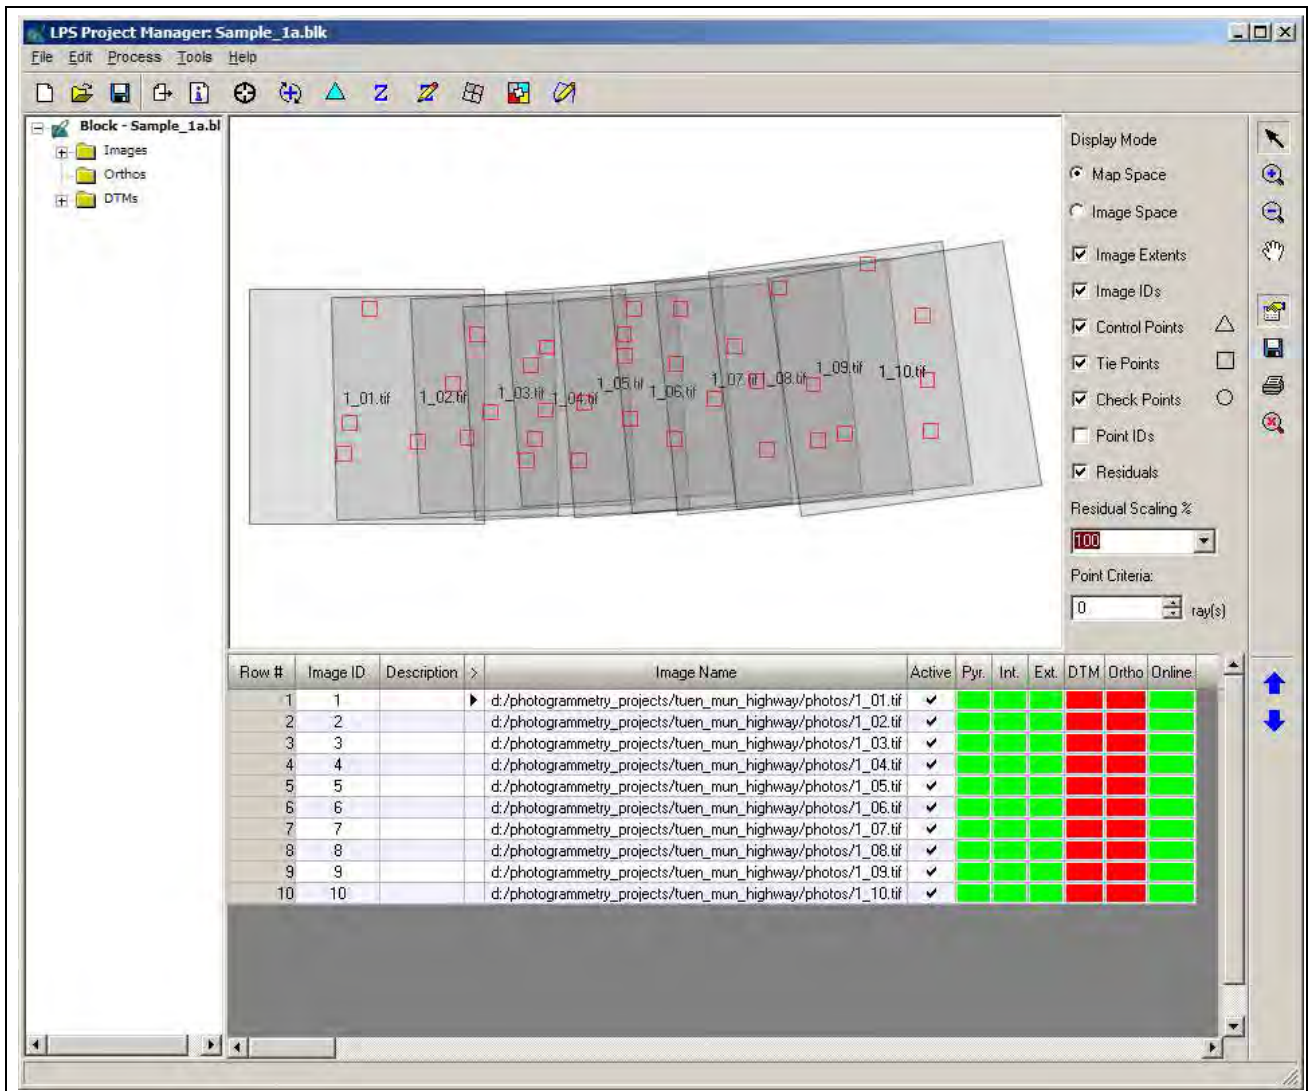 LPS Project Manager: Sample_1a.blk
File Edit Process Tools Help
Block - Sample_1a.bl
Images
Orthos
DTMs
1_01.tif
1_02.tif
1_03.tif
1_04.tif
1_05.tif
1_06.tif
1_07.tif
1_08.tif
1_09.tif
1_10.tif
Display Mode
Map Space
Image Space
Image Extents
Image IDs
Control Points
Tie Points
Check Points
Point IDs
Residuals
Residual Scaling %
100
Point Criteria:
0 ray(s)
Row # Image ID Description > Image Name Active Pyr. Int. Ext. DTM Ortho Online
1 1 d:/photogrammetry_projects/tuen_mun_highway/photos/1_01.tif
2 2 d:/photogrammetry_projects/tuen_mun_highway/photos/1_02.tif
3 3 d:/photogrammetry_projects/tuen_mun_highway/photos/1_03.tif
4 4 d:/photogrammetry_projects/tuen_mun_highway/photos/1_04.tif
5 5 d:/photogrammetry_projects/tuen_mun_highway/photos/1_05.tif
6 6 d:/photogrammetry_projects/tuen_mun_highway/photos/1_06.tif
7 7 d:/photogrammetry_projects/tuen_mun_highway/photos/1_07.tif
8 8 d:/photogrammetry_projects/tuen_mun_highway/photos/1_08.tif
9 9 d:/photogrammetry_projects/tuen_mun_highway/photos/1_09.tif
10 10 d:/photogrammetry_projects/tuen_mun_highway/photos/1_10.tif